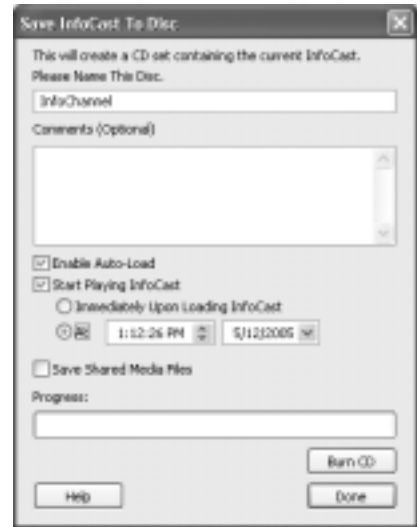 Save InfoCast To Disc
This will create a CD set containing the current InfoCast.
Please Name This Disc.
InfoChannel
Comments (Optional)
Enable Auto-Load
Start Playing InfoCast
Immediately Upon Loading InfoCast
At 1:12:26 PM 5/12/2005
Save Shared Media Files
Progress:
Burn CD
Help Done